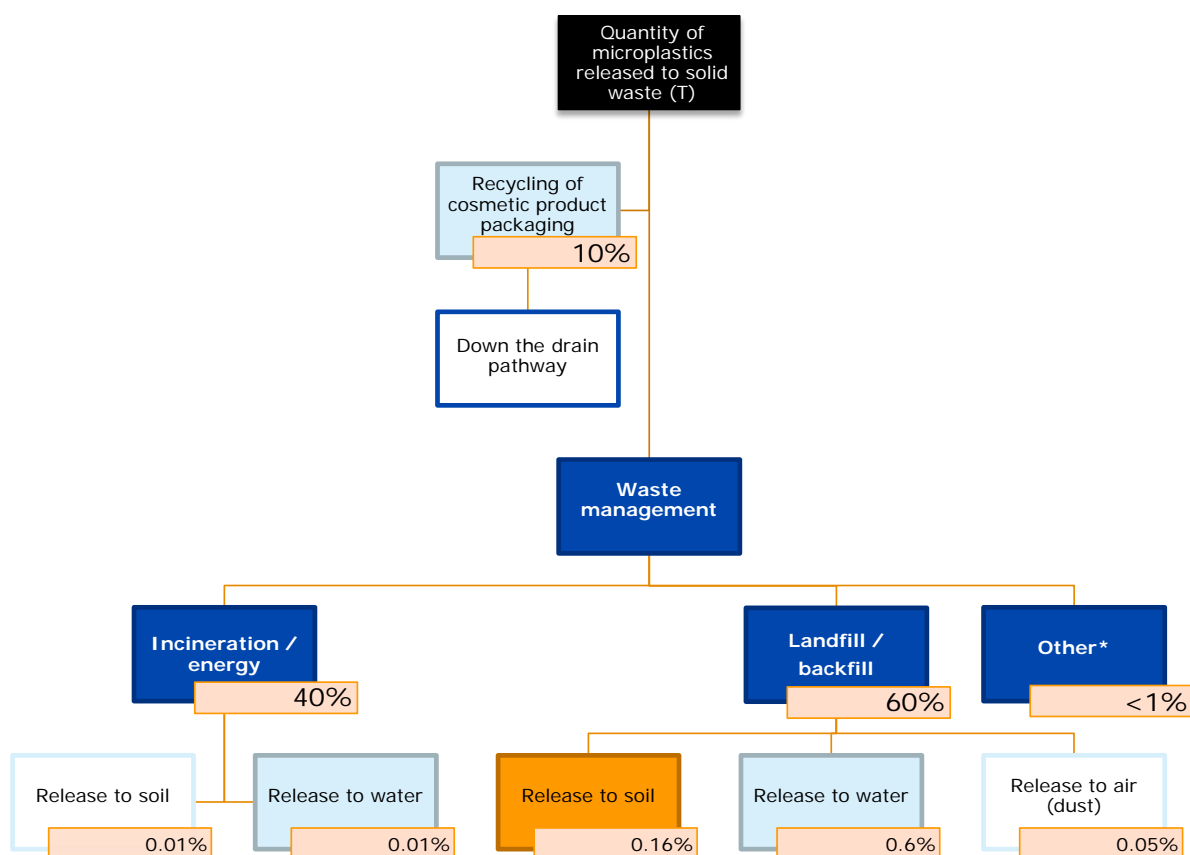 Quantity of
microplastics
released to solid
waste (T)
Recycling of
cosmetic product
packaging
10%
Down the drain
pathway
Waste
management
Incineration /
energy
40%
Landfill /
backfill
60%
Other*
<1%
Release to soil
0.01%
Release to water
0.01%
Release to soil
0.16%
Release to water
0.6%
Release to air
(dust)
0.05%